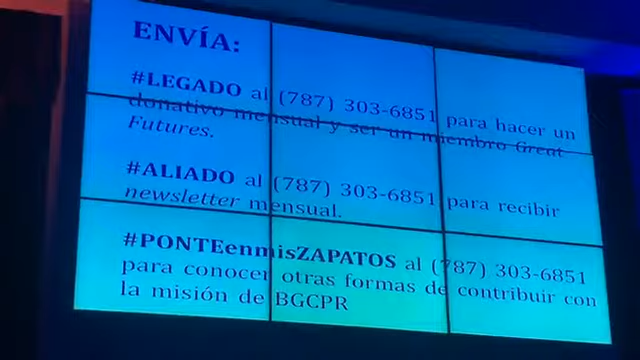 ENVÍA:
#LEGADO al (787) 303-6851 para hacer un
donativo mensual y ser un miembro Great
Futures.
#ALIADO al (787) 303-6851 para recibir
newsletter mensual.
#PONTEenmisZAPATOS al (787) 303-6851
para conocer otras formas de contribuir con
la misión de BGCPR